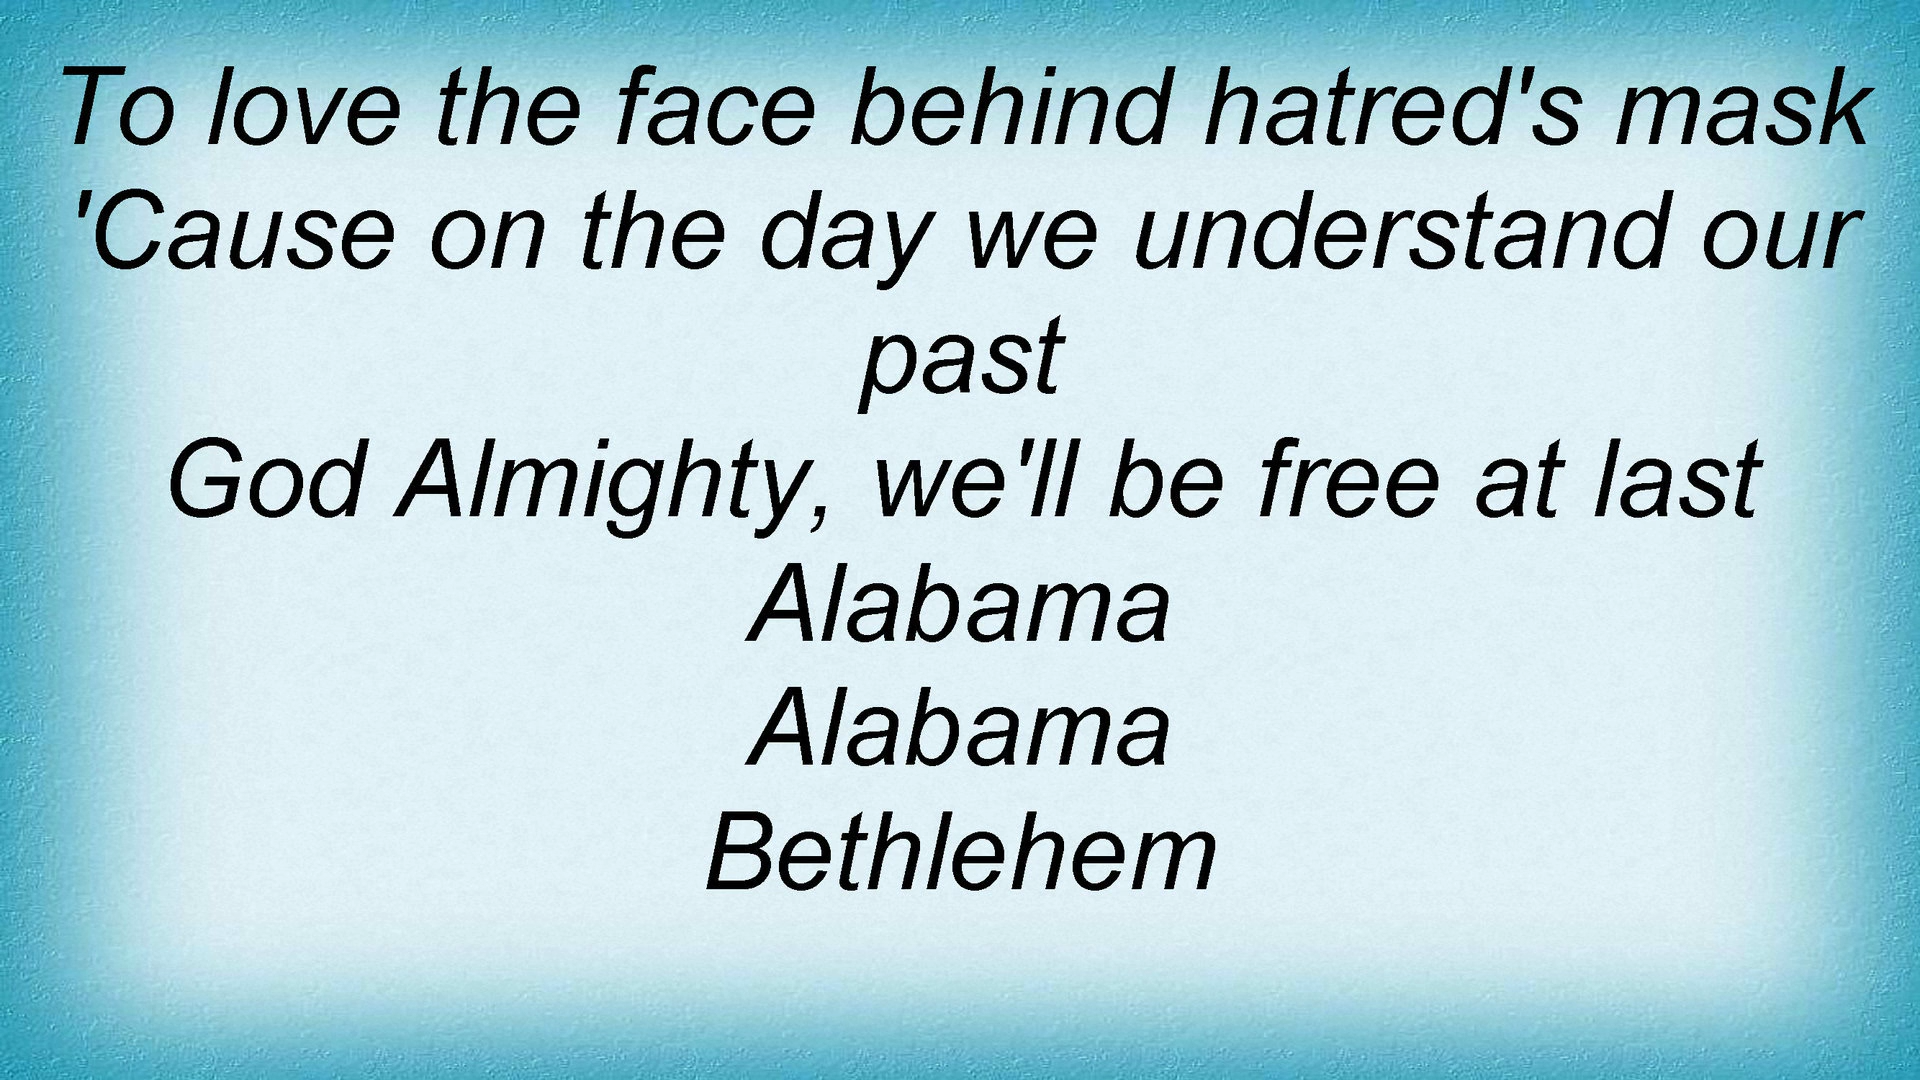 To love the face behind hatred's mask
'Cause on the day we understand our
past
God Almighty, we'll be free at last
Alabama
Alabama
Bethlehem